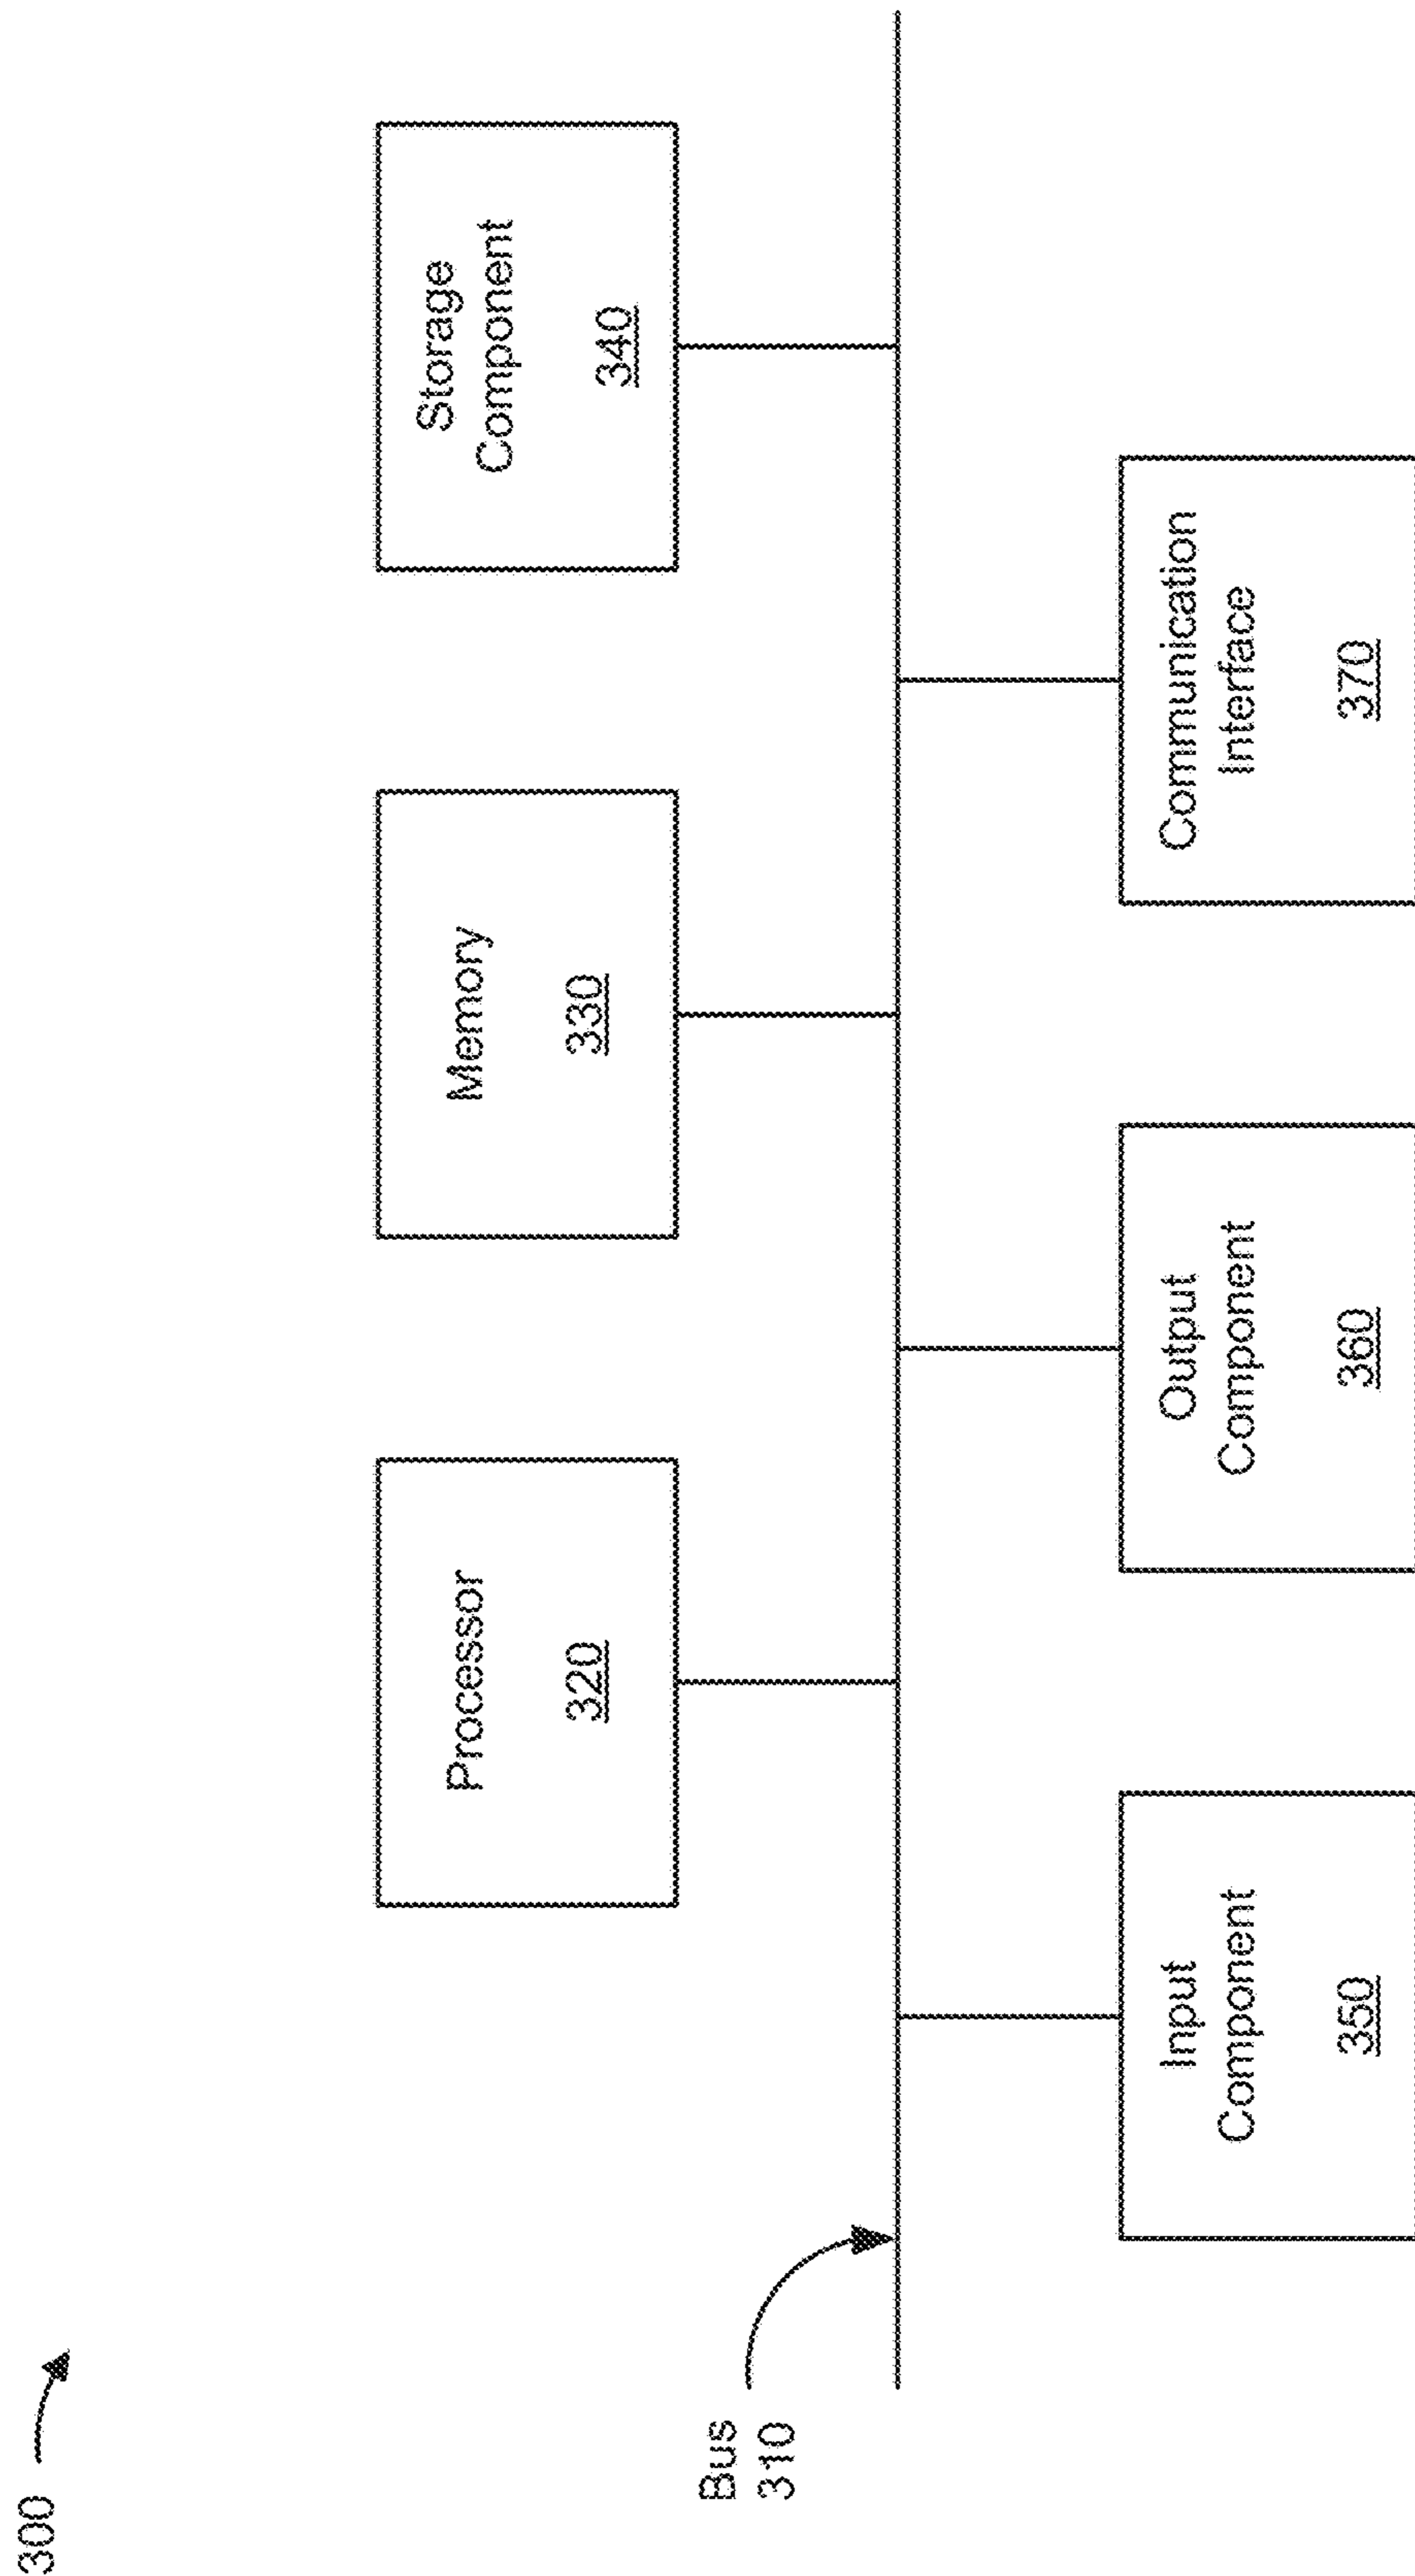 300
Processor
320
Memory
330
Storage
Component
340
Bus
310
Input
Component
350
Output
Component
360
Communication
Interface
370